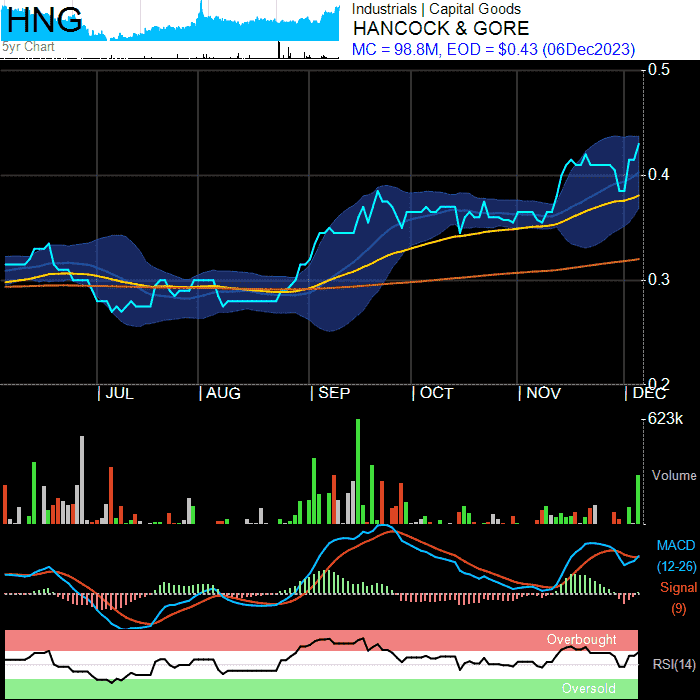 HNG
5yr Chart
Industrials | Capital Goods
HANCOCK & GORE
MC = 98.8M, EOD = $0.43 (06Dec2023)
0.5
0.4
0.3
0.2
| JUL | AUG | SEP | OCT | NOV | DEC
623k
Volume
MACD
(12-26)
Signal
(9)
Overbought
RSI(14)
Oversold